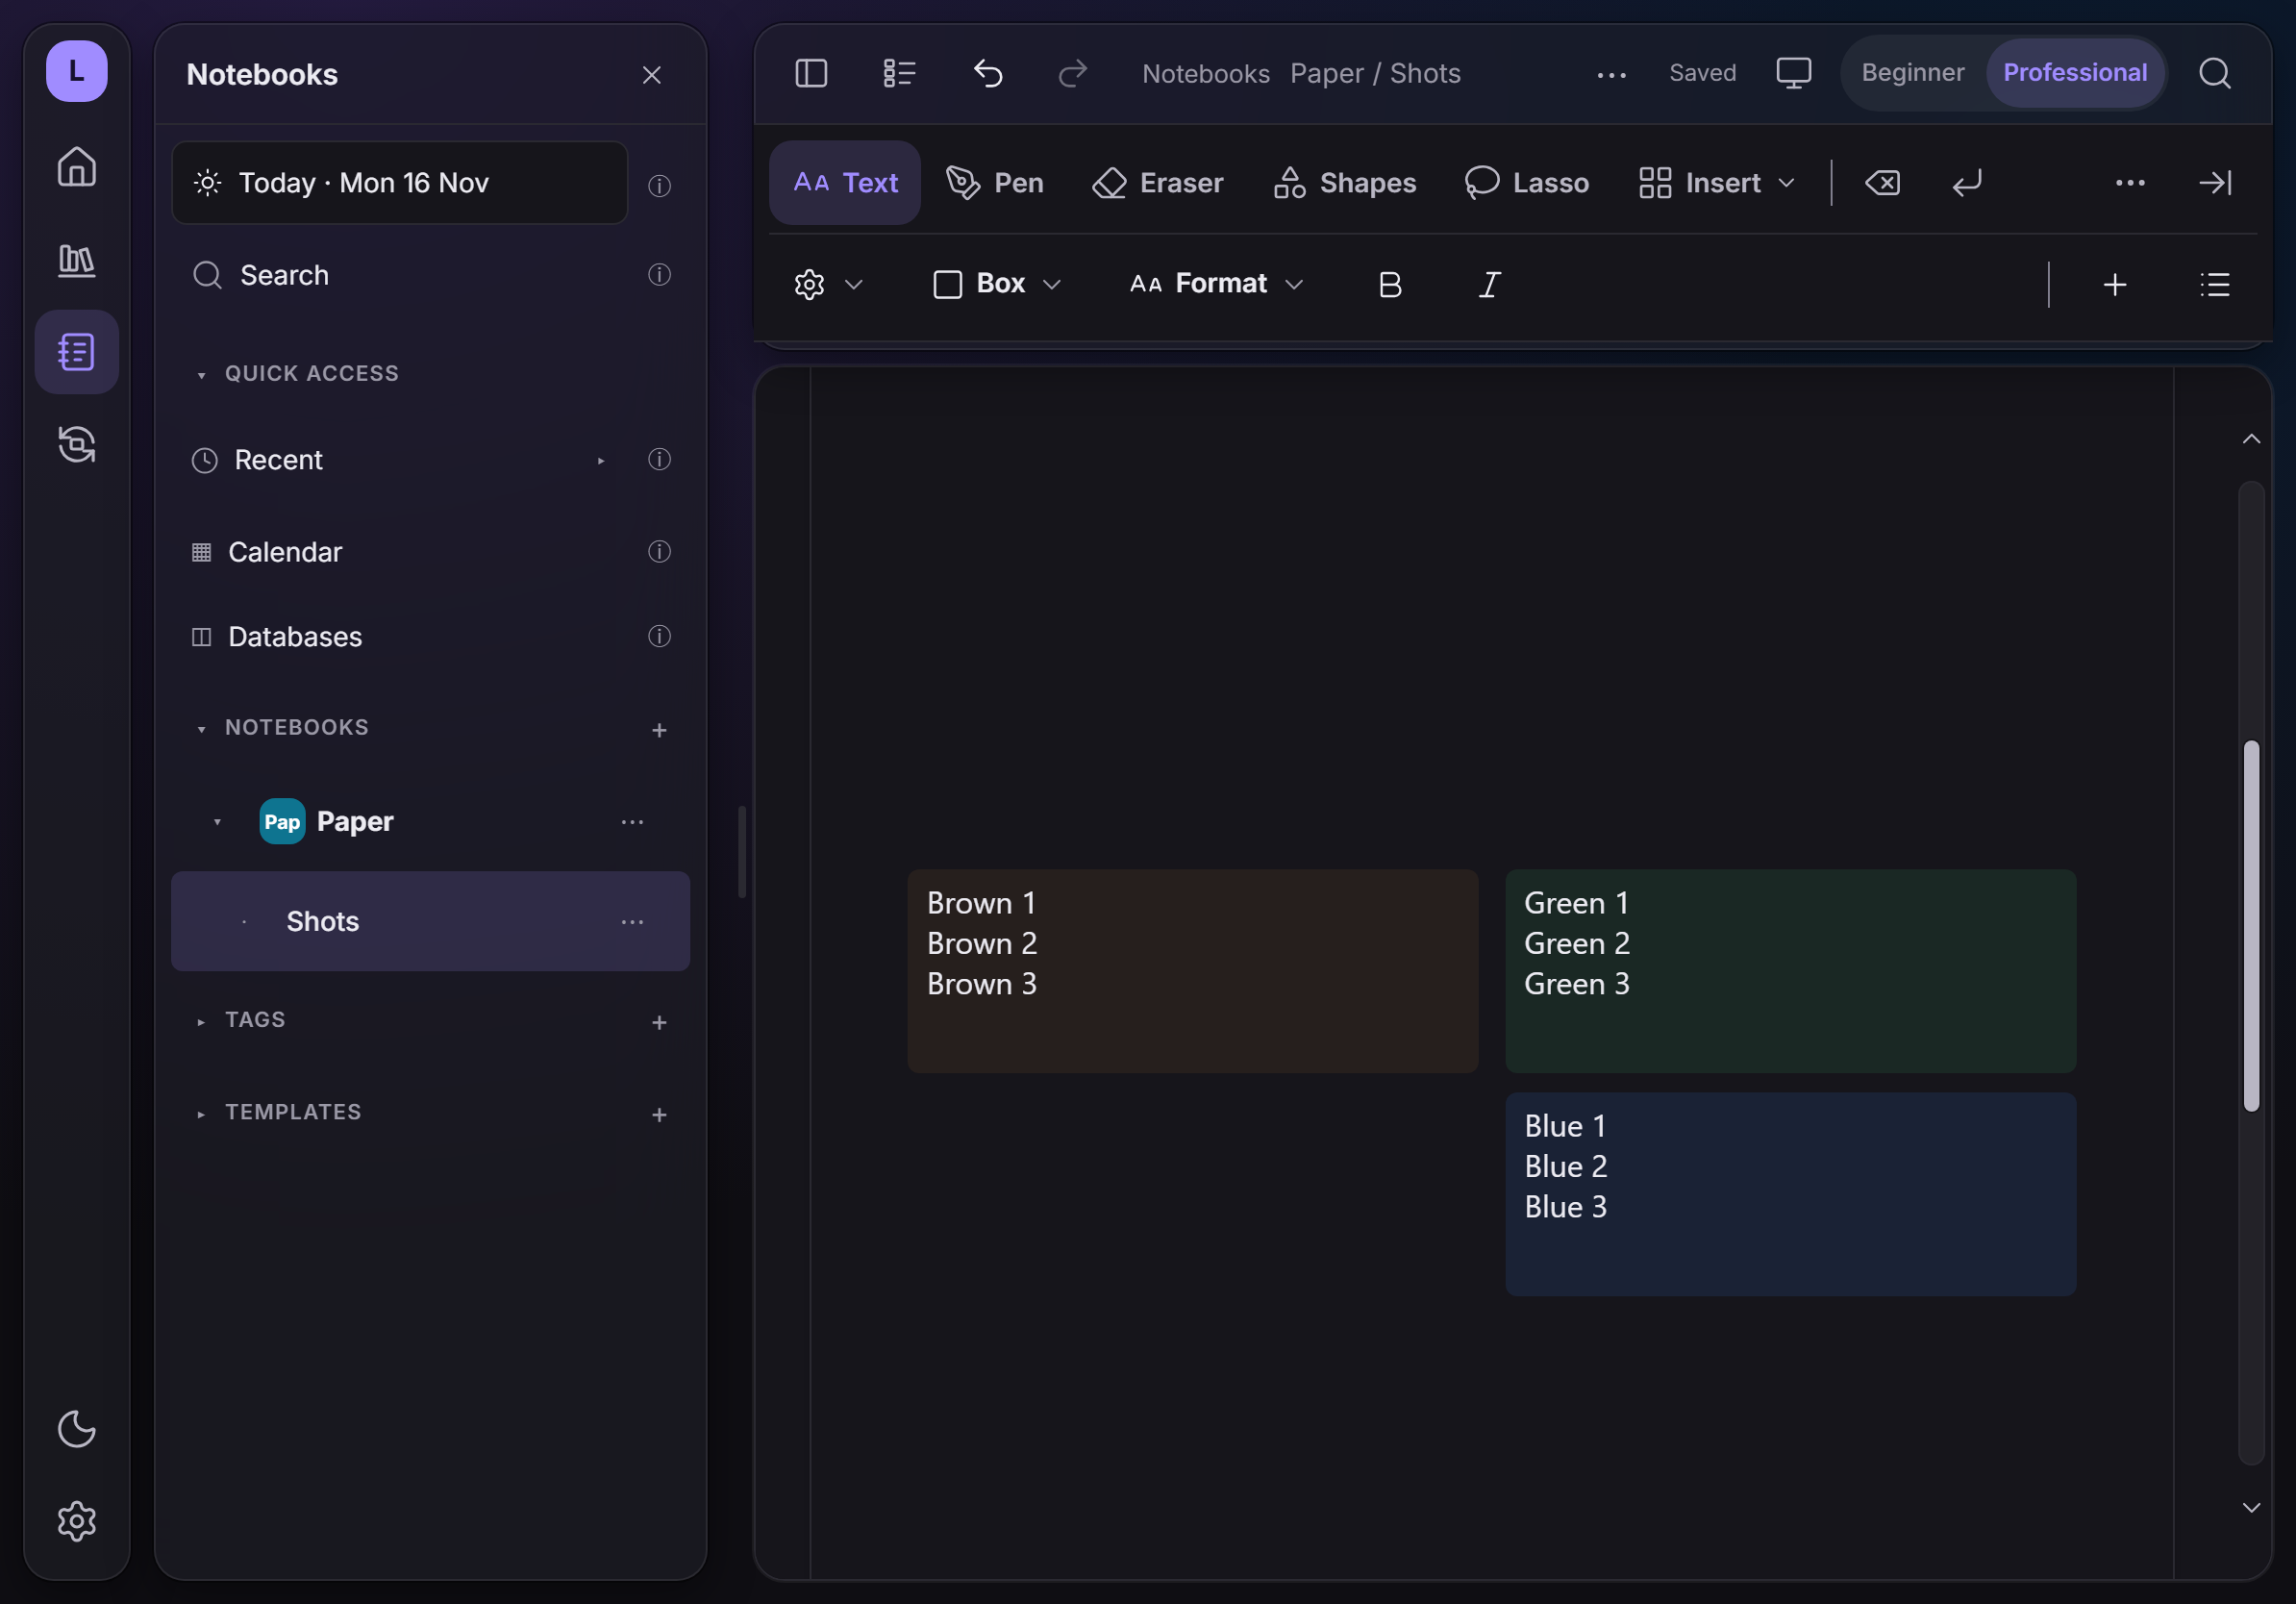 L
Notebooks
Today · Mon 16 Nov
Search
QUICK ACCESS
Recent
Calendar
Databases
NOTEBOOKS
Pap Paper
Shots
TAGS
TEMPLATES
Notebooks Paper / Shots
Saved
Beginner Professional
Text Pen Eraser Shapes Lasso Insert
Box Format B I
Brown 1
Brown 2
Brown 3
Green 1
Green 2
Green 3
Blue 1
Blue 2
Blue 3